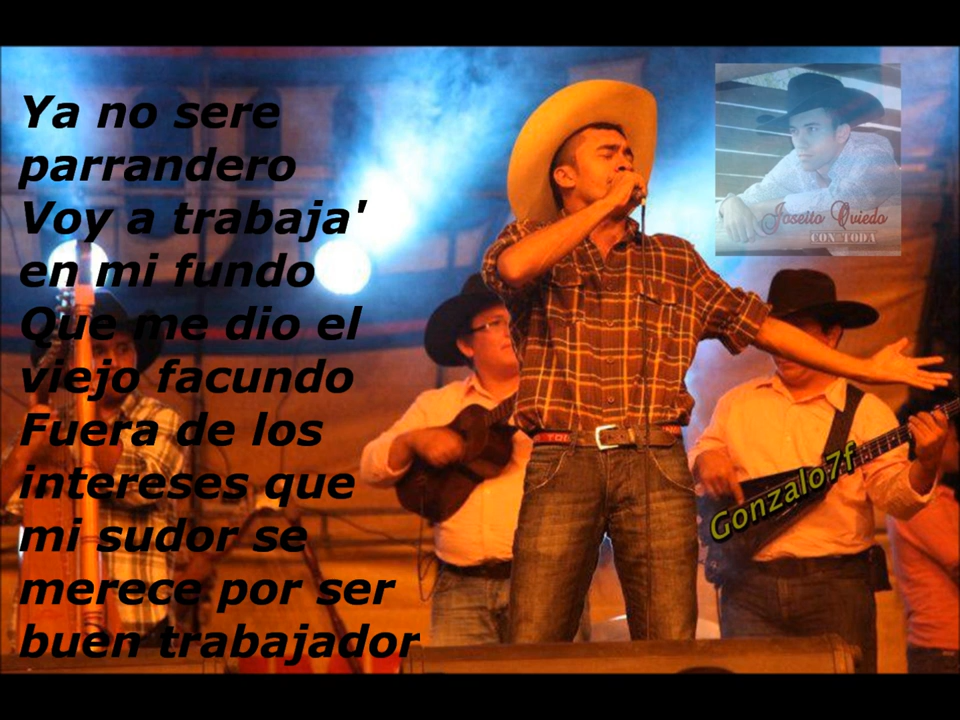 Ya no sere
parrandero
Voy a trabaja'
en mi fundo
Que me dio el
viejo facundo
Fuera de los
intereses que
mi sudor se
merece por ser
buen trabajador
Joseito Oviedo
CON TODA
Gonzalo7f